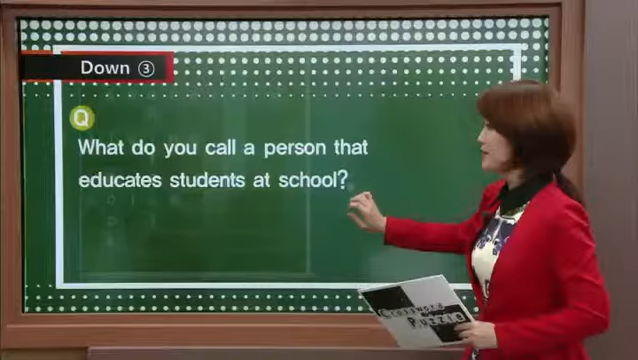 Down ③
Q
What do you call a person that
educates students at school?
Crossword
Puzzle